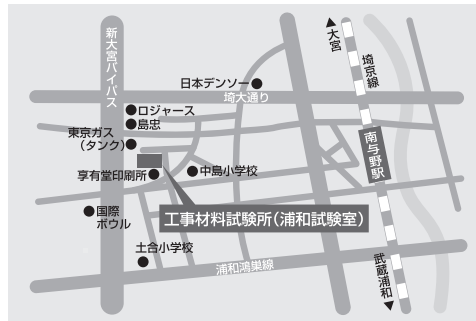 新大宮バイパス
▲大宮
埼京線
日本デンソー
埼大通り
ロジャース
島忠
東京ガス
（タンク）
南与野駅
享有堂印刷所
中島小学校
工事材料試験所（浦和試験室）
国際
ボウル
土合小学校
浦和鴻巣線
武蔵浦和▼